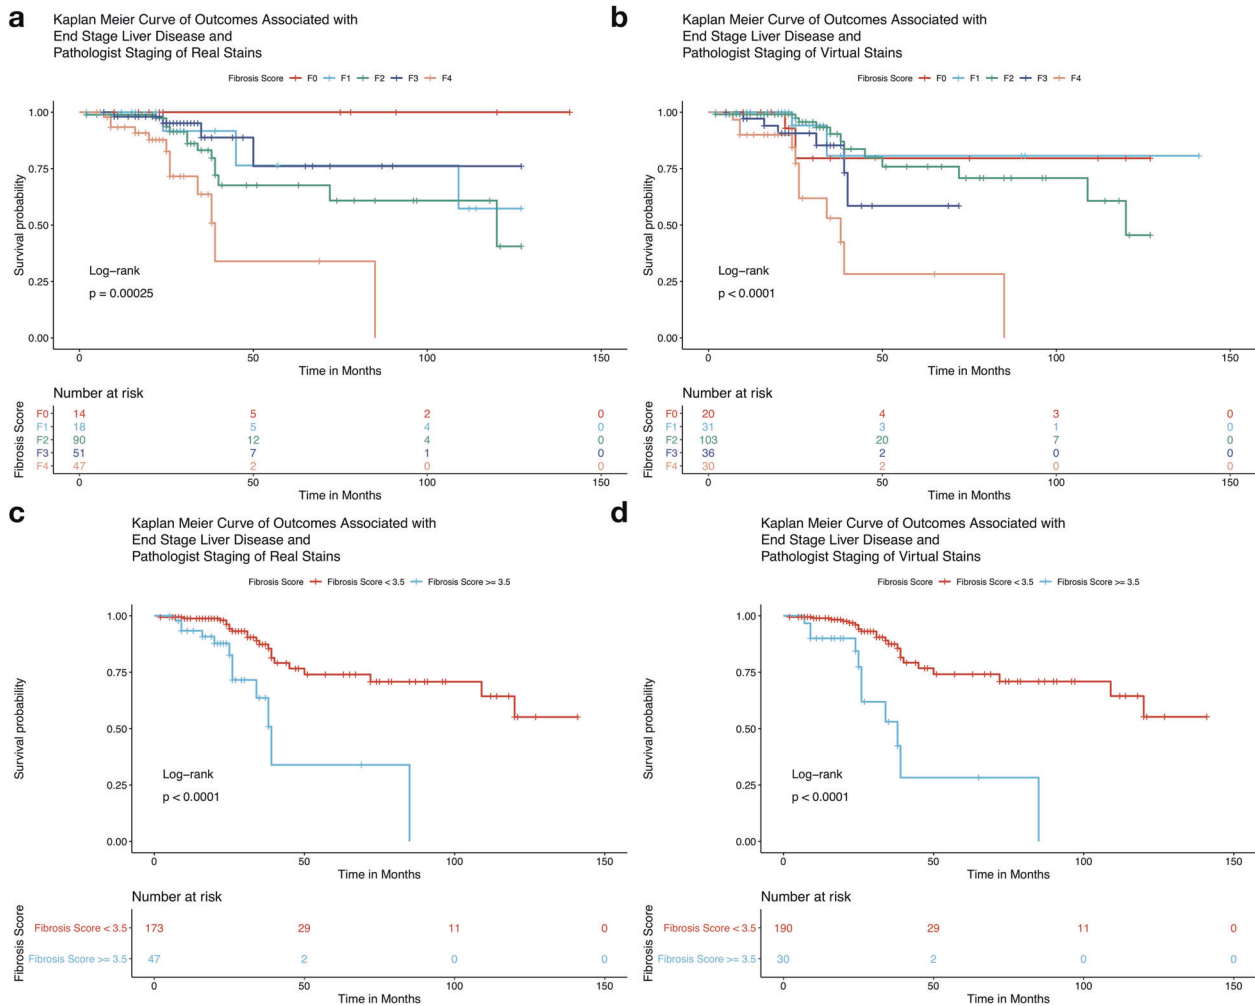 a
Kaplan Meier Curve of Outcomes Associated with
End Stage Liver Disease and
Pathologist Staging of Real Stains
Fibrosis Score F0 F1 F2 F3 F4
1.00
0.75
0.50
0.25
0.00
Survival probability
Log-rank
p = 0.00025
0 50 100 150
Time in Months
Number at risk
Fibrosis Score
F0 14 5 2 0
F1 18 5 4 0
F2 90 12 4 0
F3 51 7 1 0
F4 47 2 0 0
0 50 100 150
Time in Months
b
Kaplan Meier Curve of Outcomes Associated with
End Stage Liver Disease and
Pathologist Staging of Virtual Stains
Fibrosis Score F0 F1 F2 F3 F4
1.00
0.75
0.50
0.25
0.00
Survival probability
Log-rank
p < 0.0001
0 50 100 150
Time in Months
Number at risk
Fibrosis Score
F0 20 4 3 0
F1 31 3 1 0
F2 103 20 7 0
F3 36 2 0 0
F4 30 2 0 0
0 50 100 150
Time in Months
c
Kaplan Meier Curve of Outcomes Associated with
End Stage Liver Disease and
Pathologist Staging of Real Stains
Fibrosis Score Fibrosis Score < 3.5 Fibrosis Score >= 3.5
1.00
0.75
0.50
0.25
0.00
Survival probability
Log-rank
p < 0.0001
0 50 100 150
Time in Months
Number at risk
Fibrosis Score
Fibrosis Score < 3.5 173 29 11 0
Fibrosis Score >= 3.5 47 2 0 0
0 50 100 150
Time in Months
d
Kaplan Meier Curve of Outcomes Associated with
End Stage Liver Disease and
Pathologist Staging of Virtual Stains
Fibrosis Score Fibrosis Score < 3.5 Fibrosis Score >= 3.5
1.00
0.75
0.50
0.25
0.00
Survival probability
Log-rank
p < 0.0001
0 50 100 150
Time in Months
Number at risk
Fibrosis Score
Fibrosis Score < 3.5 190 29 11 0
Fibrosis Score >= 3.5 30 2 0 0
0 50 100 150
Time in Months